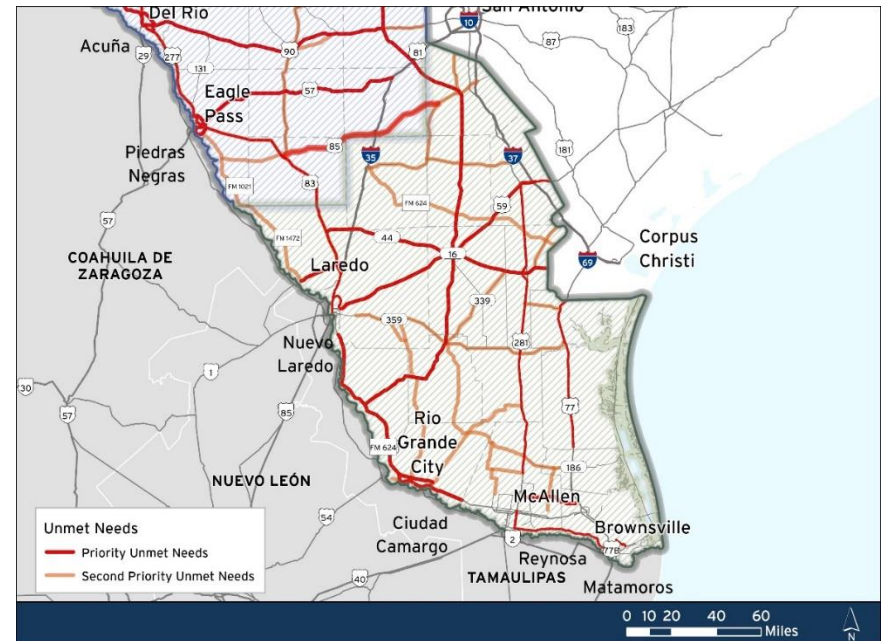 San Antonio
Del Rio
10
183
87
Acuña
81
90
29
277
131
Eagle
Pass
57
181
85
35
37
Piedras
Negras
83
FM 1021
FM 624
59
57
FM 1472
44
Corpus
Christi
COAHUILA DE
ZARAGOZA
16
69
Laredo
339
359
Nuevo
Laredo
281
1
30
85
77
57
Rio
Grande
City
FM 624
186
NUEVO LEÓN
McAllen
54
Ciudad
Camargo
Brownsville
2
77B
Reynosa
40
TAMAULIPAS
Matamoros
Unmet Needs
Priority Unmet Needs
Second Priority Unmet Needs
0 10 20 40 60
Miles
N